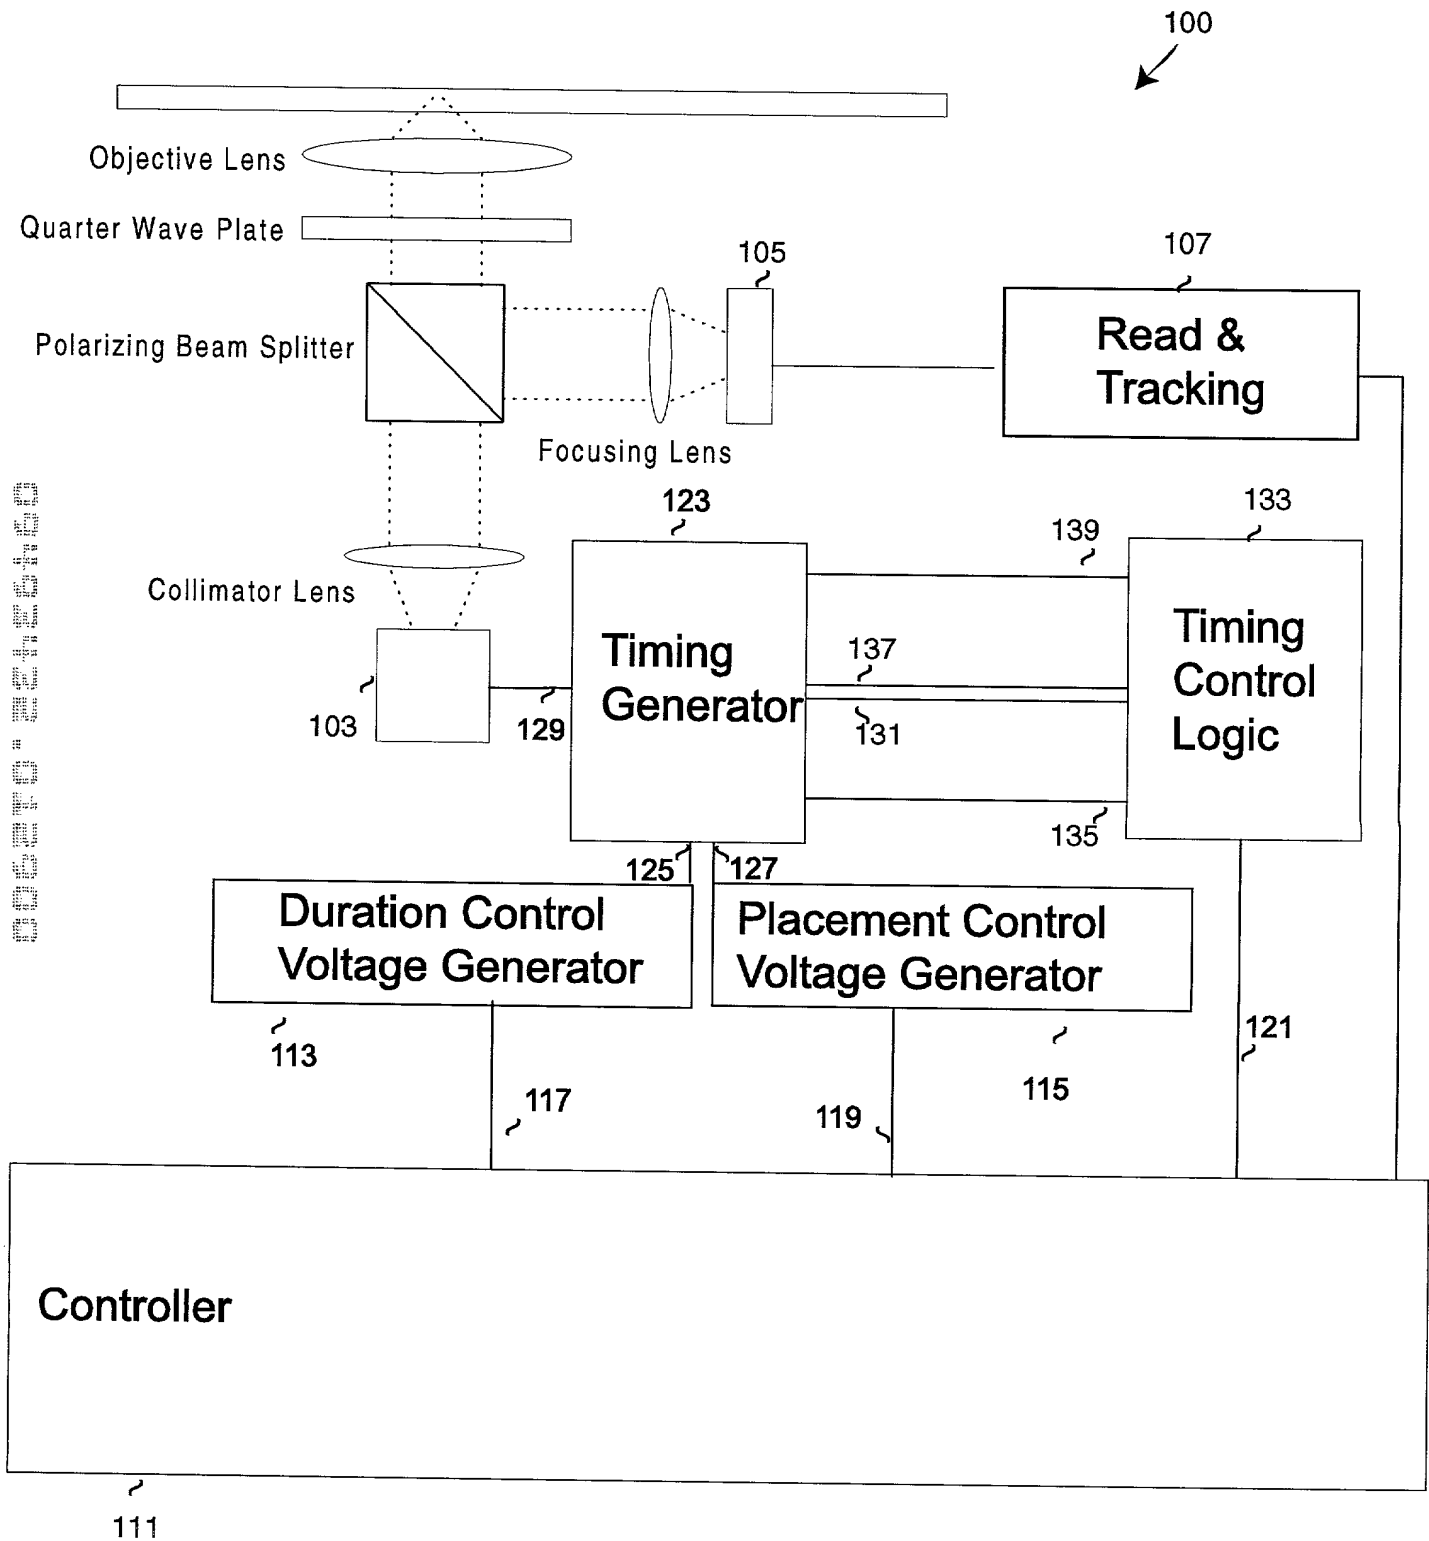 100
Objective Lens
Quarter Wave Plate
105
107
Polarizing Beam Splitter
Read &
Tracking
Focusing Lens
123
139
133
Collimator Lens
Timing
Generator
137
131
Timing
Control
Logic
103
129
135
125
127
Duration Control
Voltage Generator
Placement Control
Voltage Generator
113
115
121
117
119
Controller
111